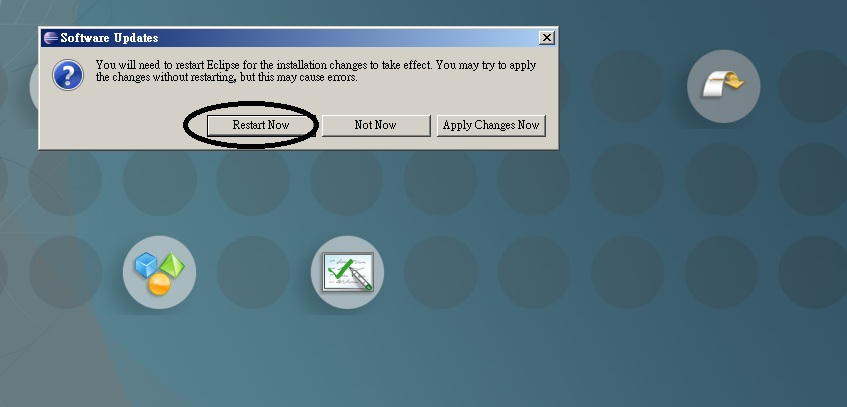 Software Updates
You will need to restart Eclipse for the installation changes to take effect. You may try to apply
the changes without restarting, but this may cause errors.
Restart Now Not Now Apply Changes Now